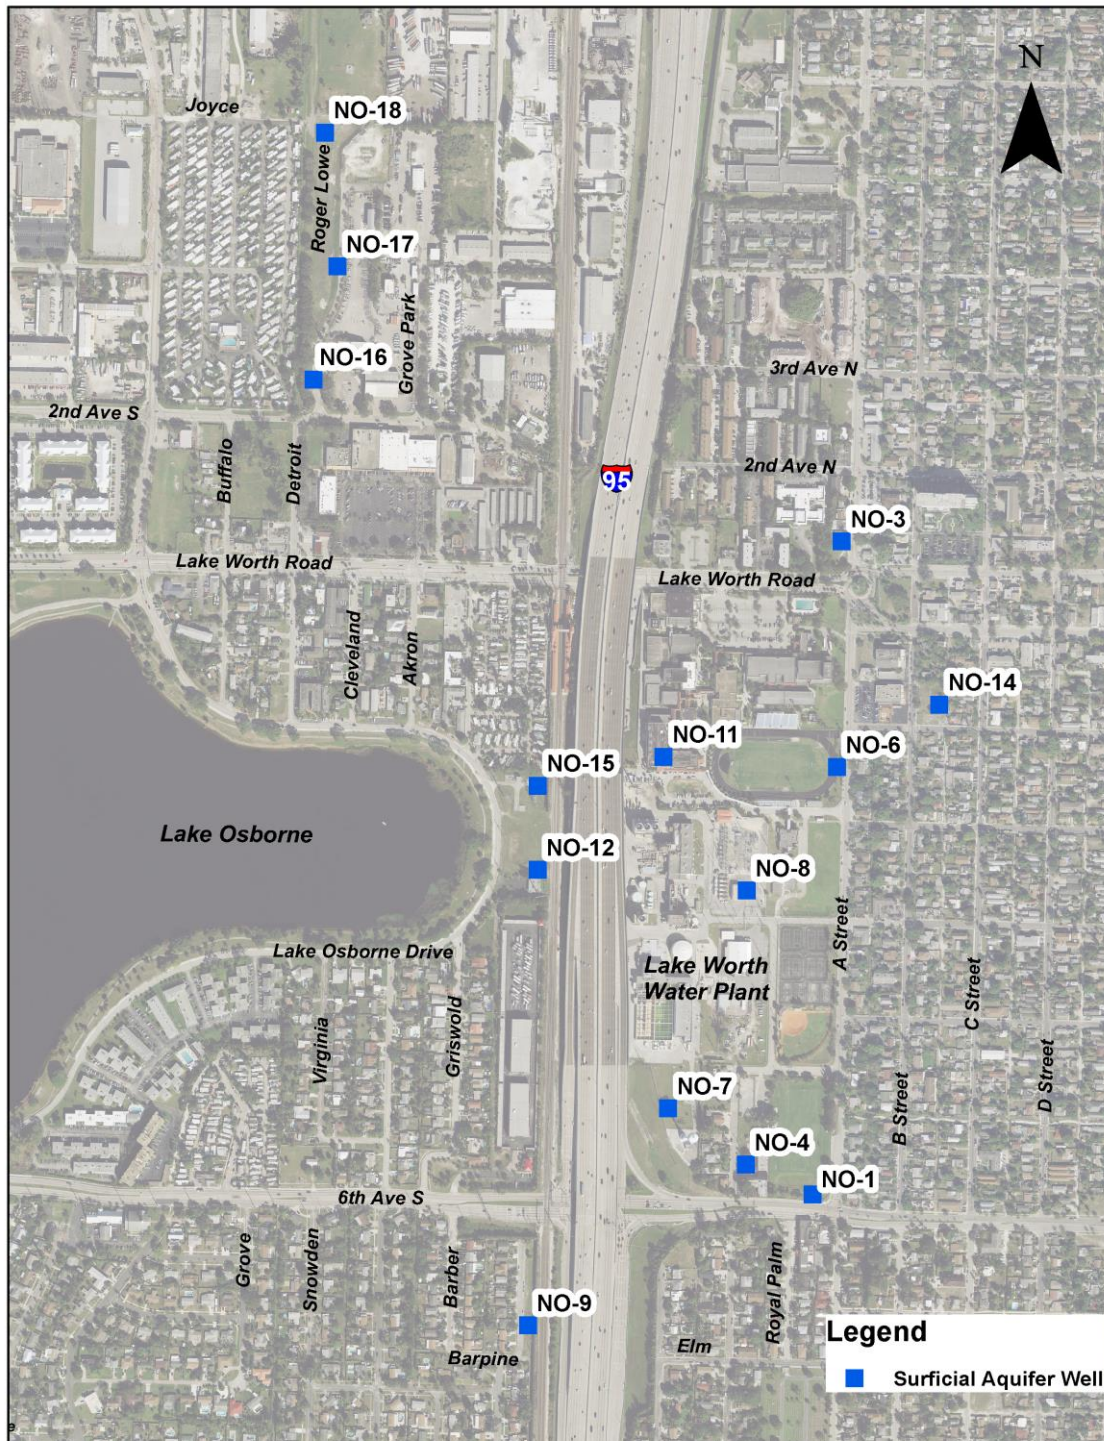 N
Joyce
NO-18
Roger Lowe
NO-17
Grove Park
NO-16
3rd Ave N
2nd Ave S
Buffalo
Detroit
2nd Ave N
95
NO-3
Lake Worth Road
Lake Worth Road
Cleveland
Akron
NO-14
NO-11
NO-6
NO-15
Lake Osborne
NO-12
NO-8
A Street
Lake Osborne Drive
Lake Worth
Water Plant
C Street
Virginia
Griswold
D Street
B Street
NO-7
NO-4
NO-1
6th Ave S
Grove
Snowden
Barber
Royal Palm
NO-9
Elm
Barpine
Legend
Surficial Aquifer Well
e